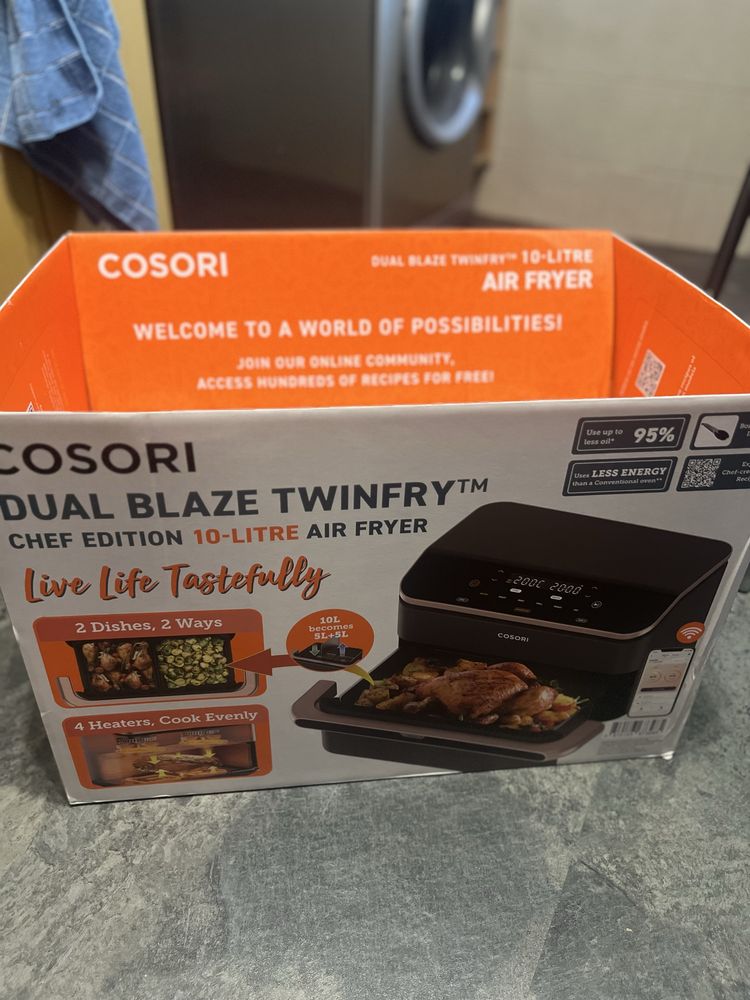 COSORI
DUAL BLAZE TWINFRY™ 10-LITRE
AIR FRYER
WELCOME TO A WORLD OF POSSIBILITIES!
JOIN OUR ONLINE COMMUNITY,
ACCESS HUNDREDS OF RECIPES FOR FREE!
COSORI
DUAL BLAZE TWINFRY™
CHEF EDITION 10-LITRE AIR FRYER
Live Life Tastefully
Use up to
less oil* 95%
Uses LESS ENERGY
than a Conventional oven**
2 Dishes, 2 Ways
10L
becomes
5L+5L
4 Heaters, Cook Evenly
200C 200C
COSORI